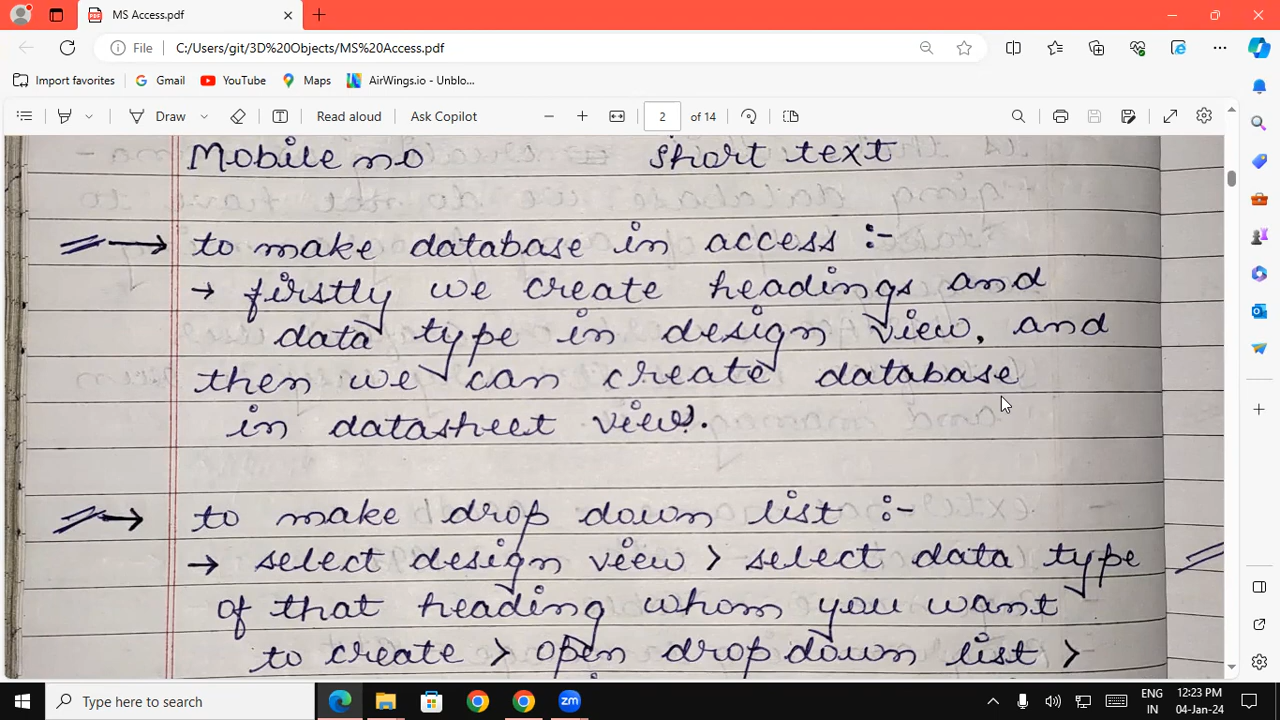 MS Access.pdf
File C:/Users/git/3D%20Objects/MS%20Access.pdf
Import favorites Gmail YouTube Maps AirWings.io - Unblo...
Draw Read aloud Ask Copilot 2 of 14
Mobile no short text
to make database in access :-
→ firstly we create headings and
data type in design view, and
then we can create database
in datasheet view.
to make drop down list :-
→ select design view > select data type
of that heading whom you want
to create > open drop down list >
Type here to search
zm
ENG
IN
12:23 PM
04-Jan-24